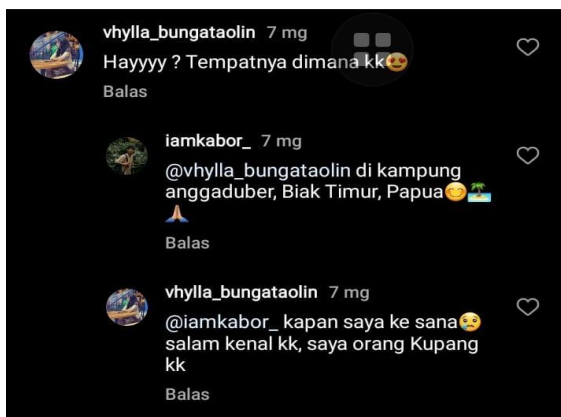 vhylla_bungataolin 7 mg
Hayyyy ? Tempatnya dimana kk😍
Balas
iamkabor_ 7 mg
@vhylla_bungataolin di kampung
anggaduber, Biak Timur, Papua😊🏝️
🙏
Balas
vhylla_bungataolin 7 mg
@iamkabor_ kapan saya ke sana😢
salam kenal kk, saya orang Kupang
kk
Balas